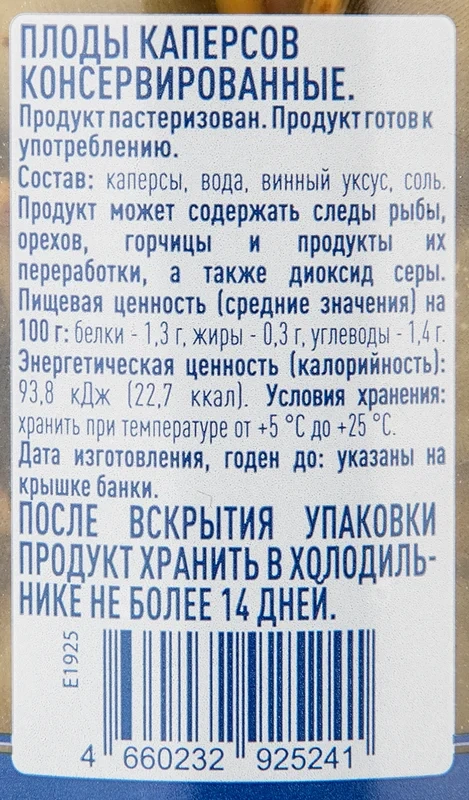 ПЛОДЫ КАПЕРСОВ
КОНСЕРВИРОВАННЫЕ.
Продукт пастеризован. Продукт готов к
употреблению.
Состав: каперсы, вода, винный уксус, соль.
Продукт может содержать следы рыбы,
орехов, горчицы и продукты их
переработки, а также диоксид серы.
Пищевая ценность (средние значения) на
100 г: белки - 1,3 г, жиры - 0,3 г, углеводы - 1,4 г.
Энергетическая ценность (калорийность):
93,8 кДж (22,7 ккал). Условия хранения:
хранить при температуре от +5 °С до +25 °С.
Дата изготовления, годен до: указаны на
крышке банки.
ПОСЛЕ ВСКРЫТИЯ УПАКОВКИ
ПРОДУКТ ХРАНИТЬ В ХОЛОДИЛЬ-
НИКЕ НЕ БОЛЕЕ 14 ДНЕЙ.
E1925
4 660232 925241